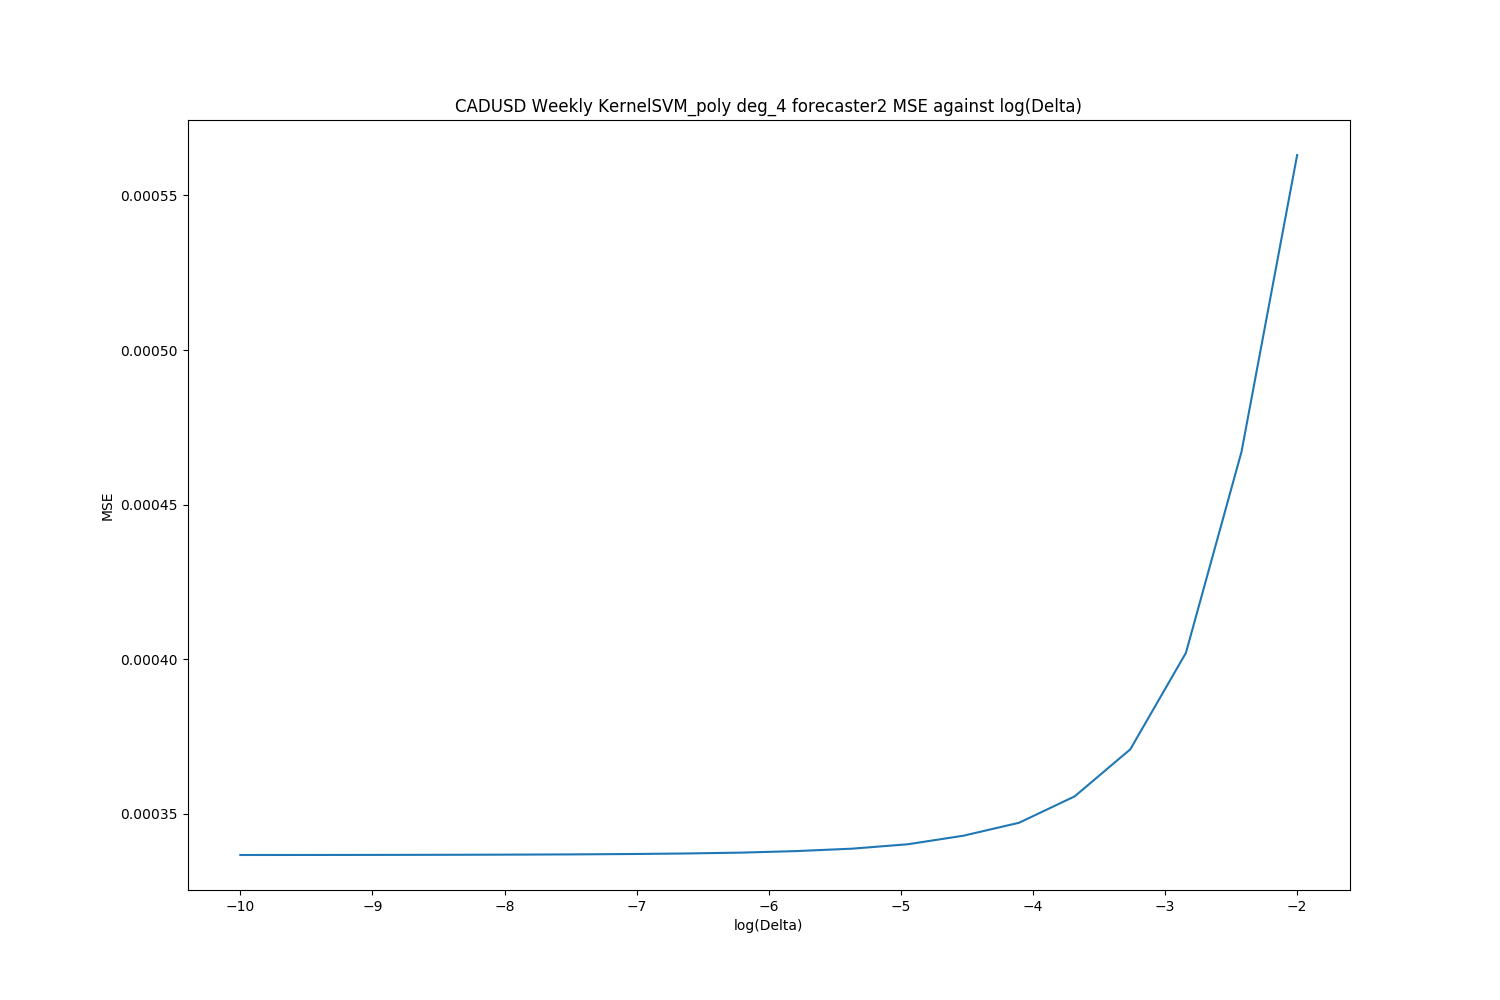 CADUSD Weekly KernelSVM_poly deg_4 forecaster2 MSE against log(Delta)
0.00055
0.00050
0.00045
0.00040
0.00035
MSE
−10 −9 −8 −7 −6 −5 −4 −3 −2
log(Delta)